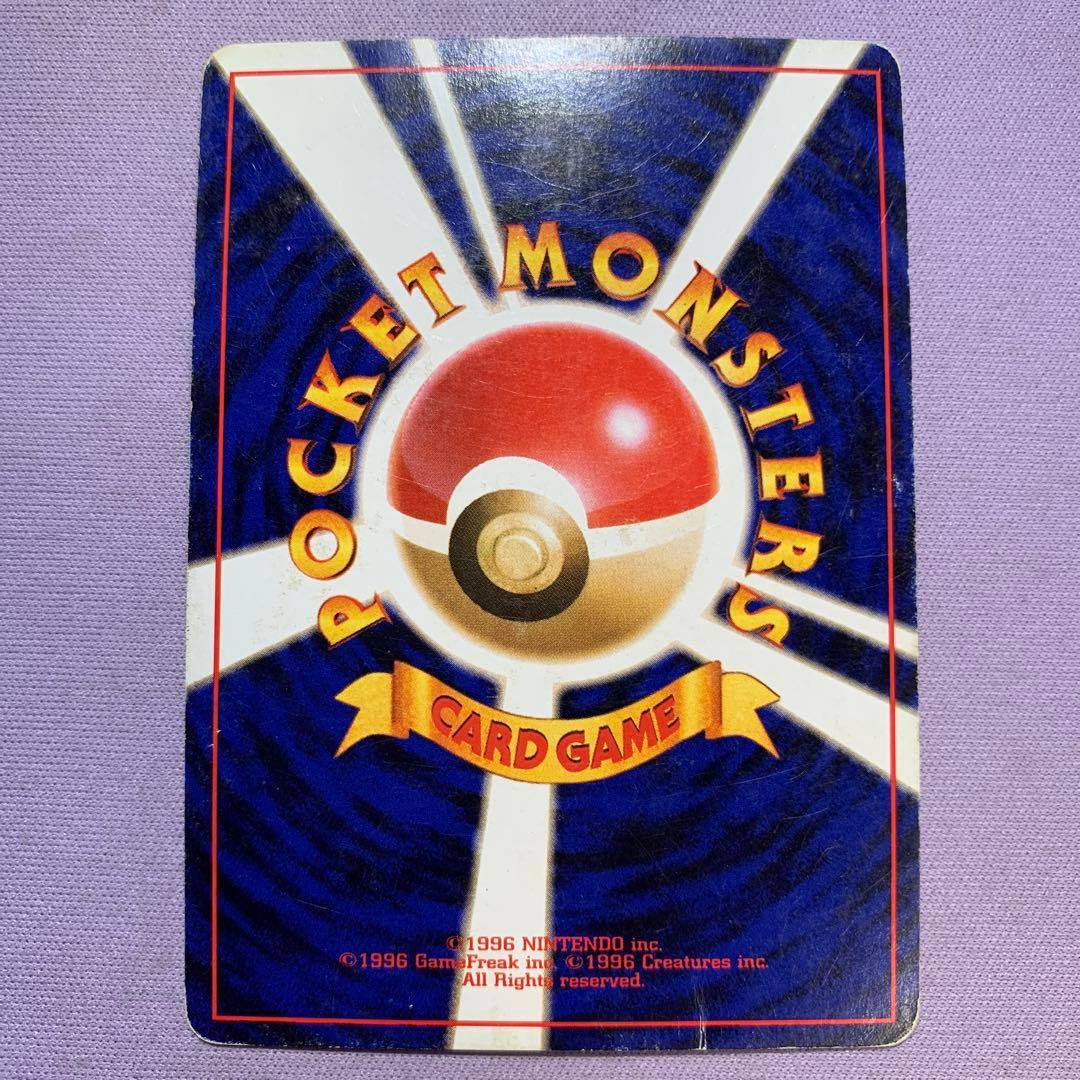 POCKET MONSTERS
CARD GAME
©1996 NINTENDO inc.
©1996 GameFreak inc. ©1996 Creatures inc.
All Rights reserved.